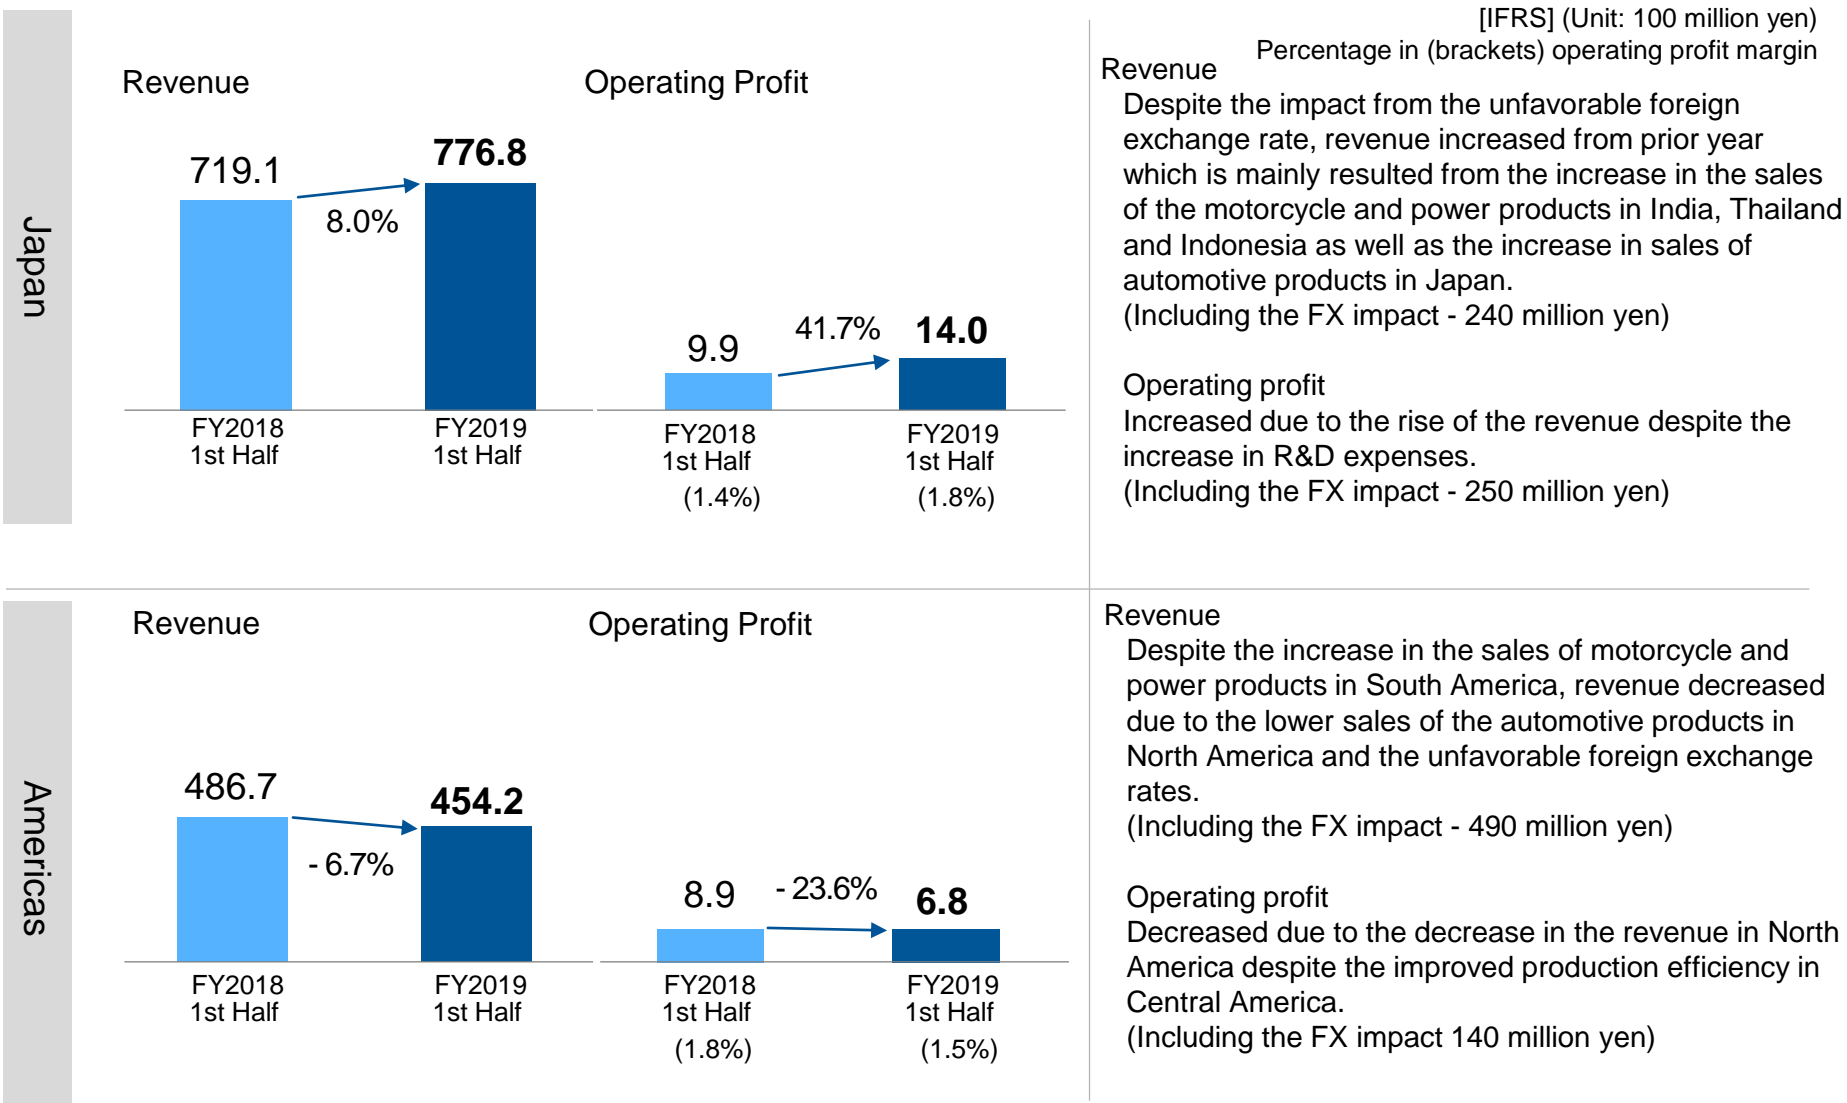 [IFRS] (Unit: 100 million yen)
Percentage in (brackets) operating profit margin
Japan
Revenue
719.1
776.8
8.0%
FY2018
1st Half
FY2019
1st Half
Operating Profit
9.9
41.7%
14.0
FY2018
1st Half
(1.4%)
FY2019
1st Half
(1.8%)
Revenue
Despite the impact from the unfavorable foreign
exchange rate, revenue increased from prior year
which is mainly resulted from the increase in the sales
of the motorcycle and power products in India, Thailand
and Indonesia as well as the increase in sales of
automotive products in Japan.
(Including the FX impact - 240 million yen)
Operating profit
Increased due to the rise of the revenue despite the
increase in R&D expenses.
(Including the FX impact - 250 million yen)
Americas
Revenue
486.7
454.2
- 6.7%
FY2018
1st Half
FY2019
1st Half
Operating Profit
8.9
- 23.6%
6.8
FY2018
1st Half
(1.8%)
FY2019
1st Half
(1.5%)
Revenue
Despite the increase in the sales of motorcycle and
power products in South America, revenue decreased
due to the lower sales of the automotive products in
North America and the unfavorable foreign exchange
rates.
(Including the FX impact - 490 million yen)
Operating profit
Decreased due to the decrease in the revenue in North
America despite the improved production efficiency in
Central America.
(Including the FX impact 140 million yen)